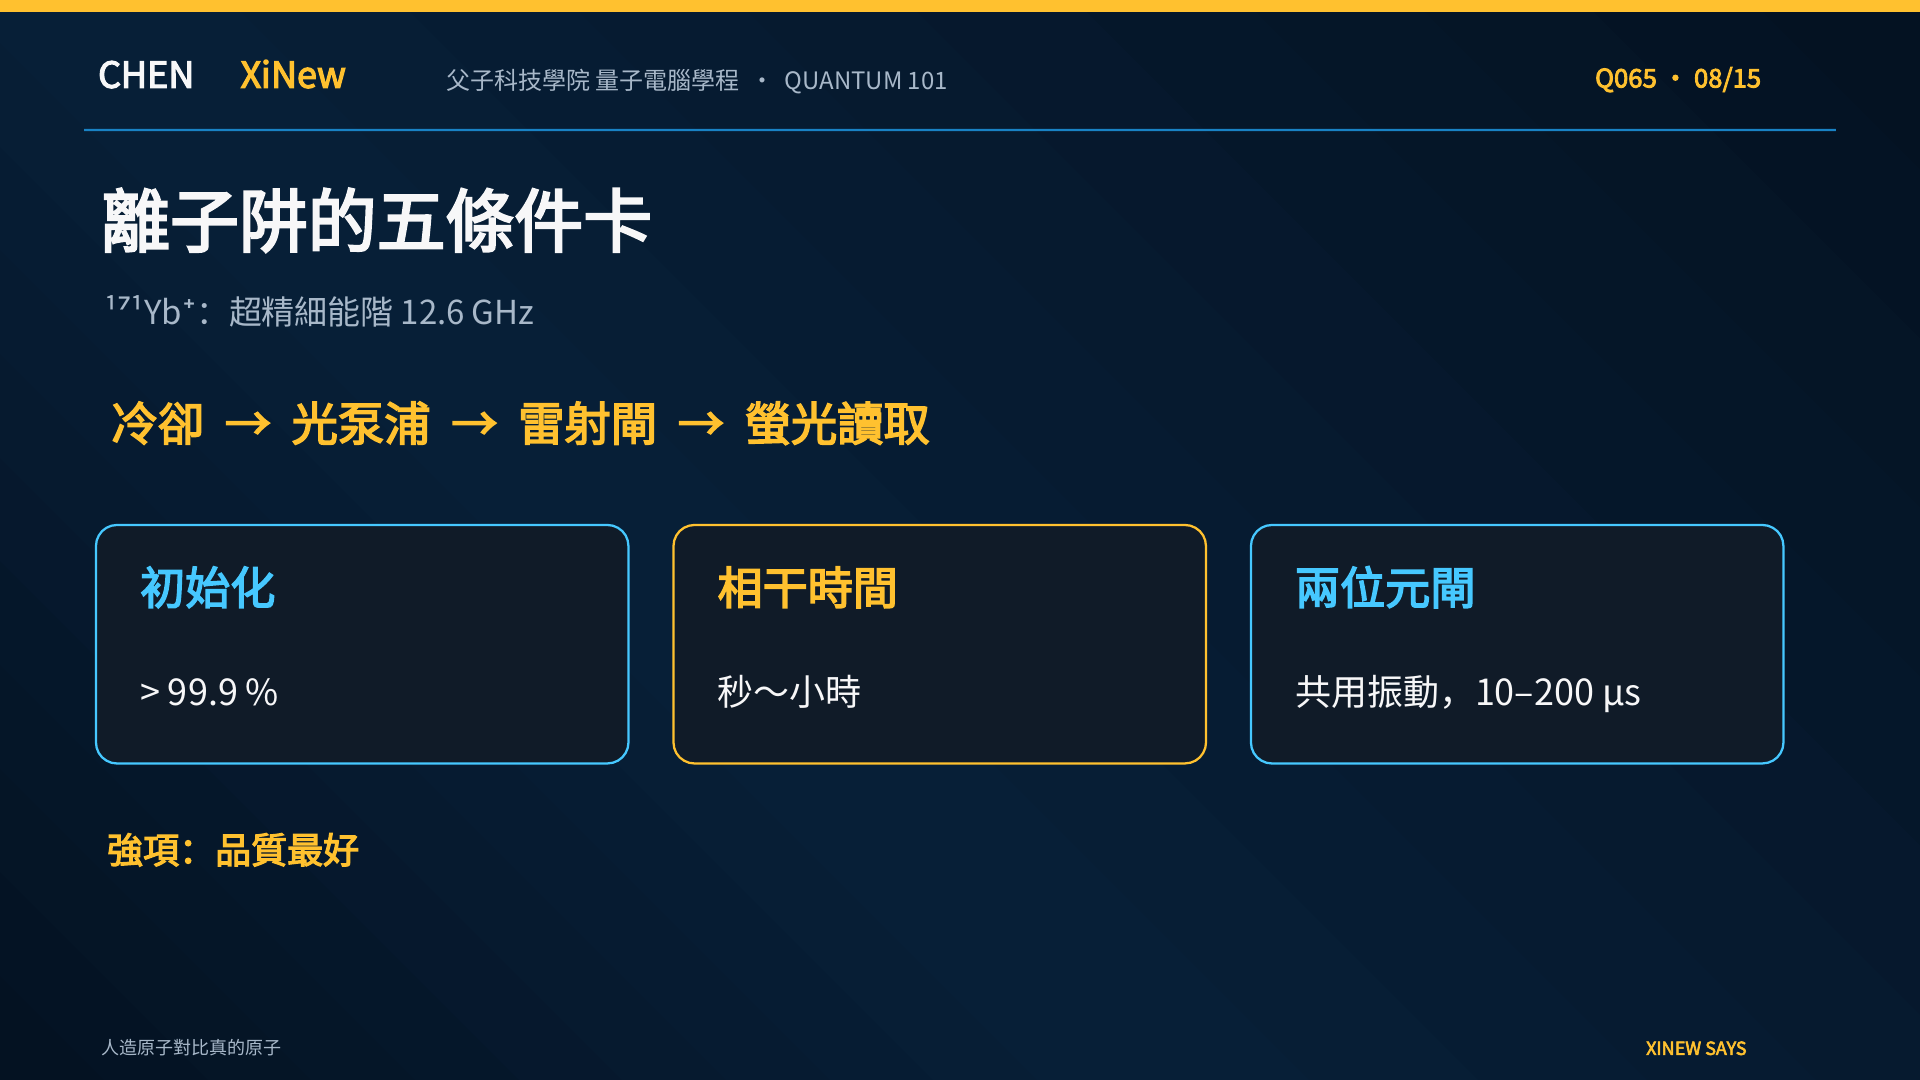 CHEN XiNew 父子科技學院 量子電腦學程 · QUANTUM 101 Q065 · 08/15
離子阱的五條件卡
¹⁷¹Yb⁺：超精細能階 12.6 GHz
冷卻 → 光泵浦 → 雷射閘 → 螢光讀取
初始化
> 99.9 %
相干時間
秒～小時
兩位元閘
共用振動，10–200 µs
強項：品質最好
人造原子對比真的原子
XINEW SAYS